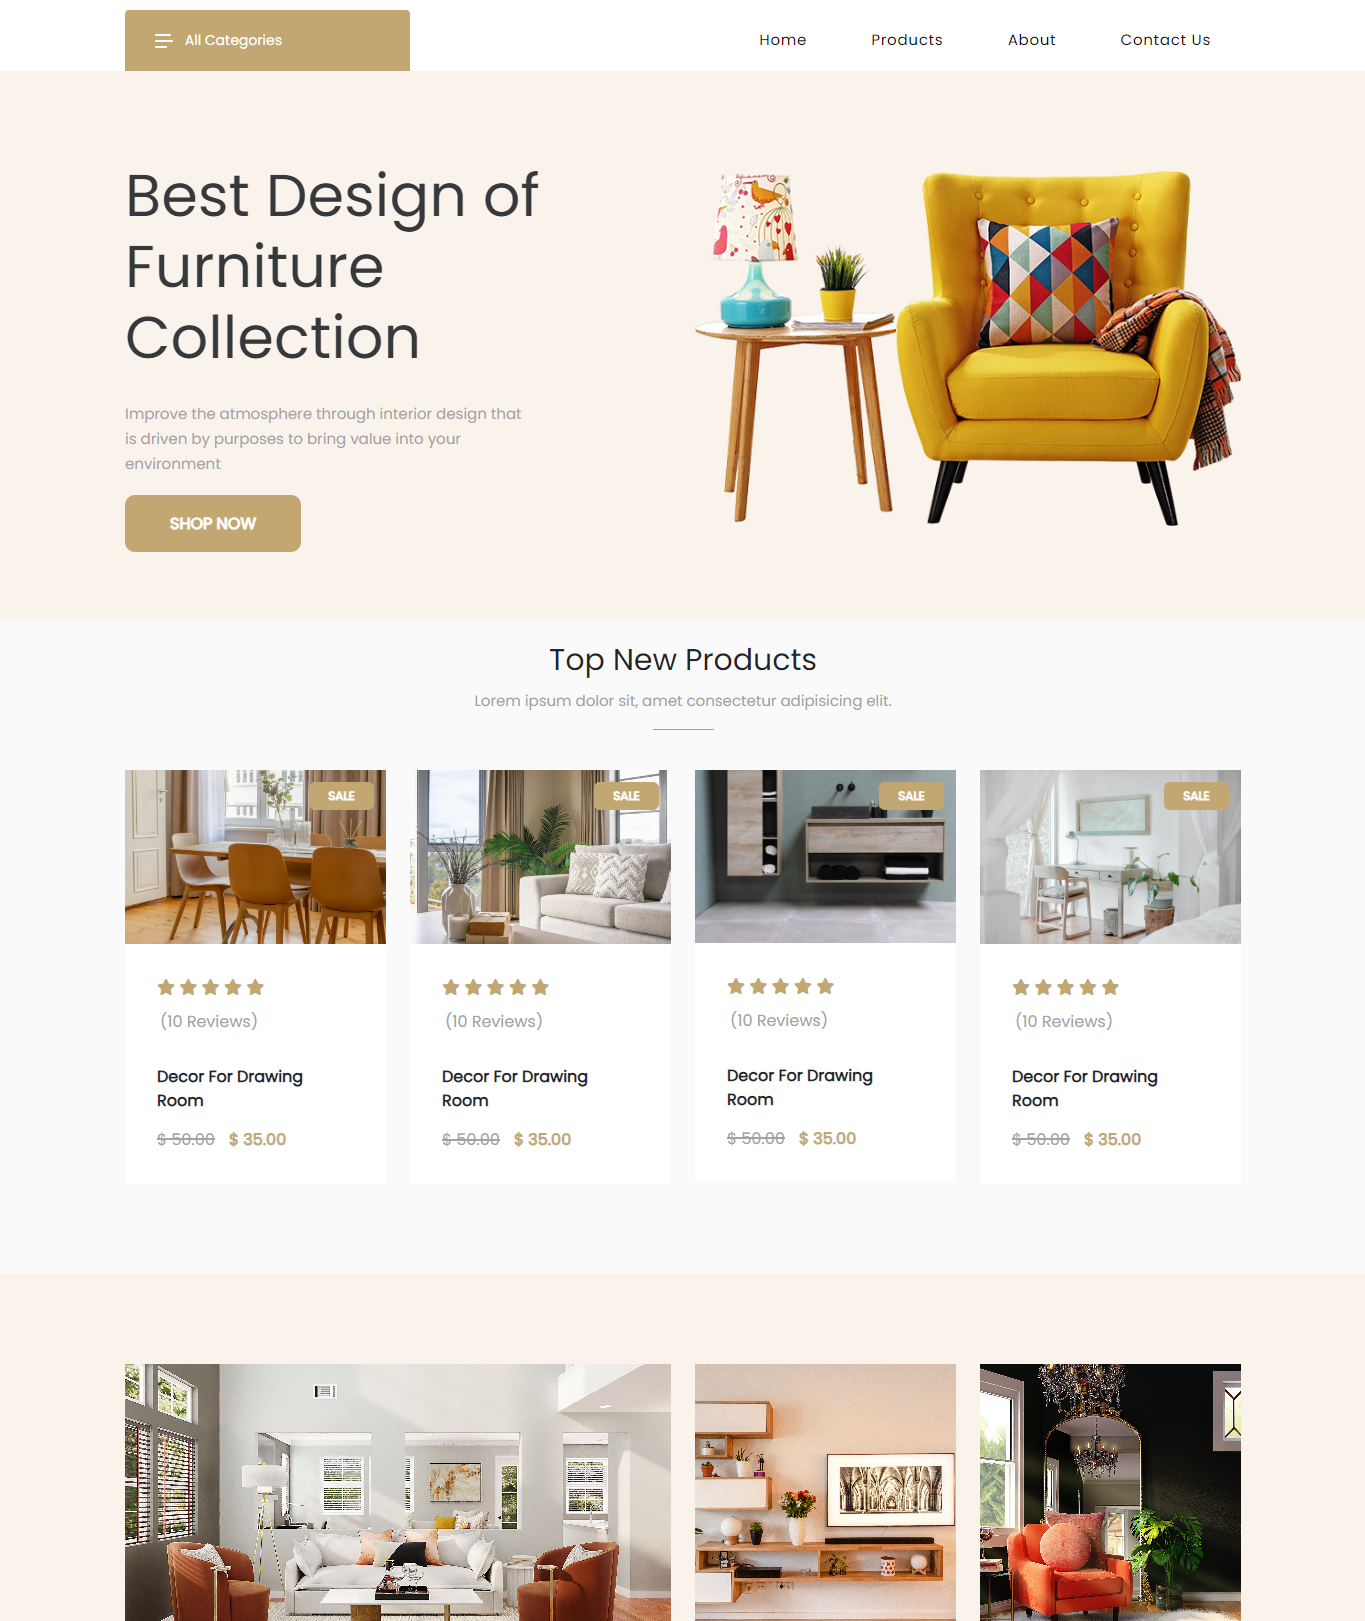 All Categories
Home
Products
About
Contact Us
Best Design of
Furniture
Collection
Improve the atmosphere through interior design that
is driven by purposes to bring value into your
environment
SHOP NOW
Top New Products
Lorem ipsum dolor sit, amet consectetur adipisicing elit.
SALE
(10 Reviews)
Decor For Drawing
Room
$ 50.00 $ 35.00
SALE
(10 Reviews)
Decor For Drawing
Room
$ 50.00 $ 35.00
SALE
(10 Reviews)
Decor For Drawing
Room
$ 50.00 $ 35.00
SALE
(10 Reviews)
Decor For Drawing
Room
$ 50.00 $ 35.00